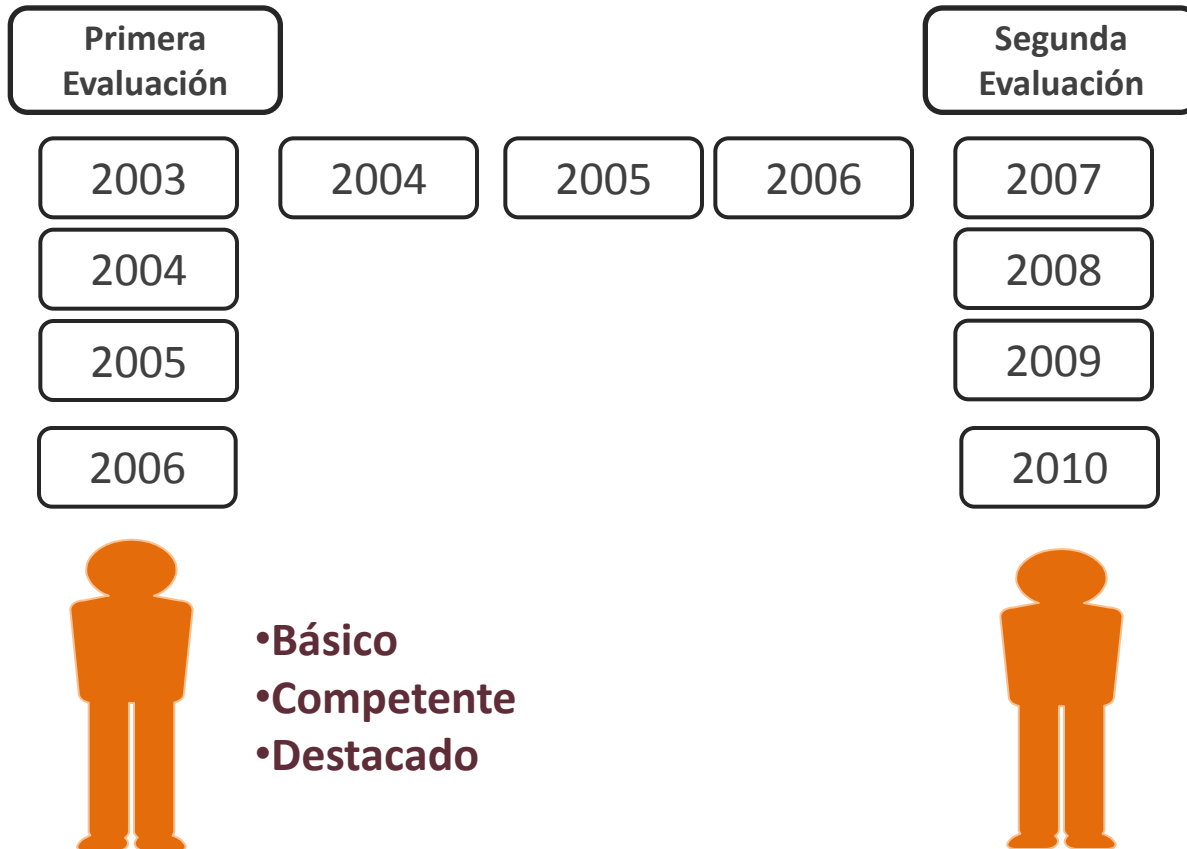 Primera
Evaluación
Segunda
Evaluación
2003
2004
2005
2006
2007
2004
2008
2005
2009
2006
2010
•Básico
•Competente
•Destacado